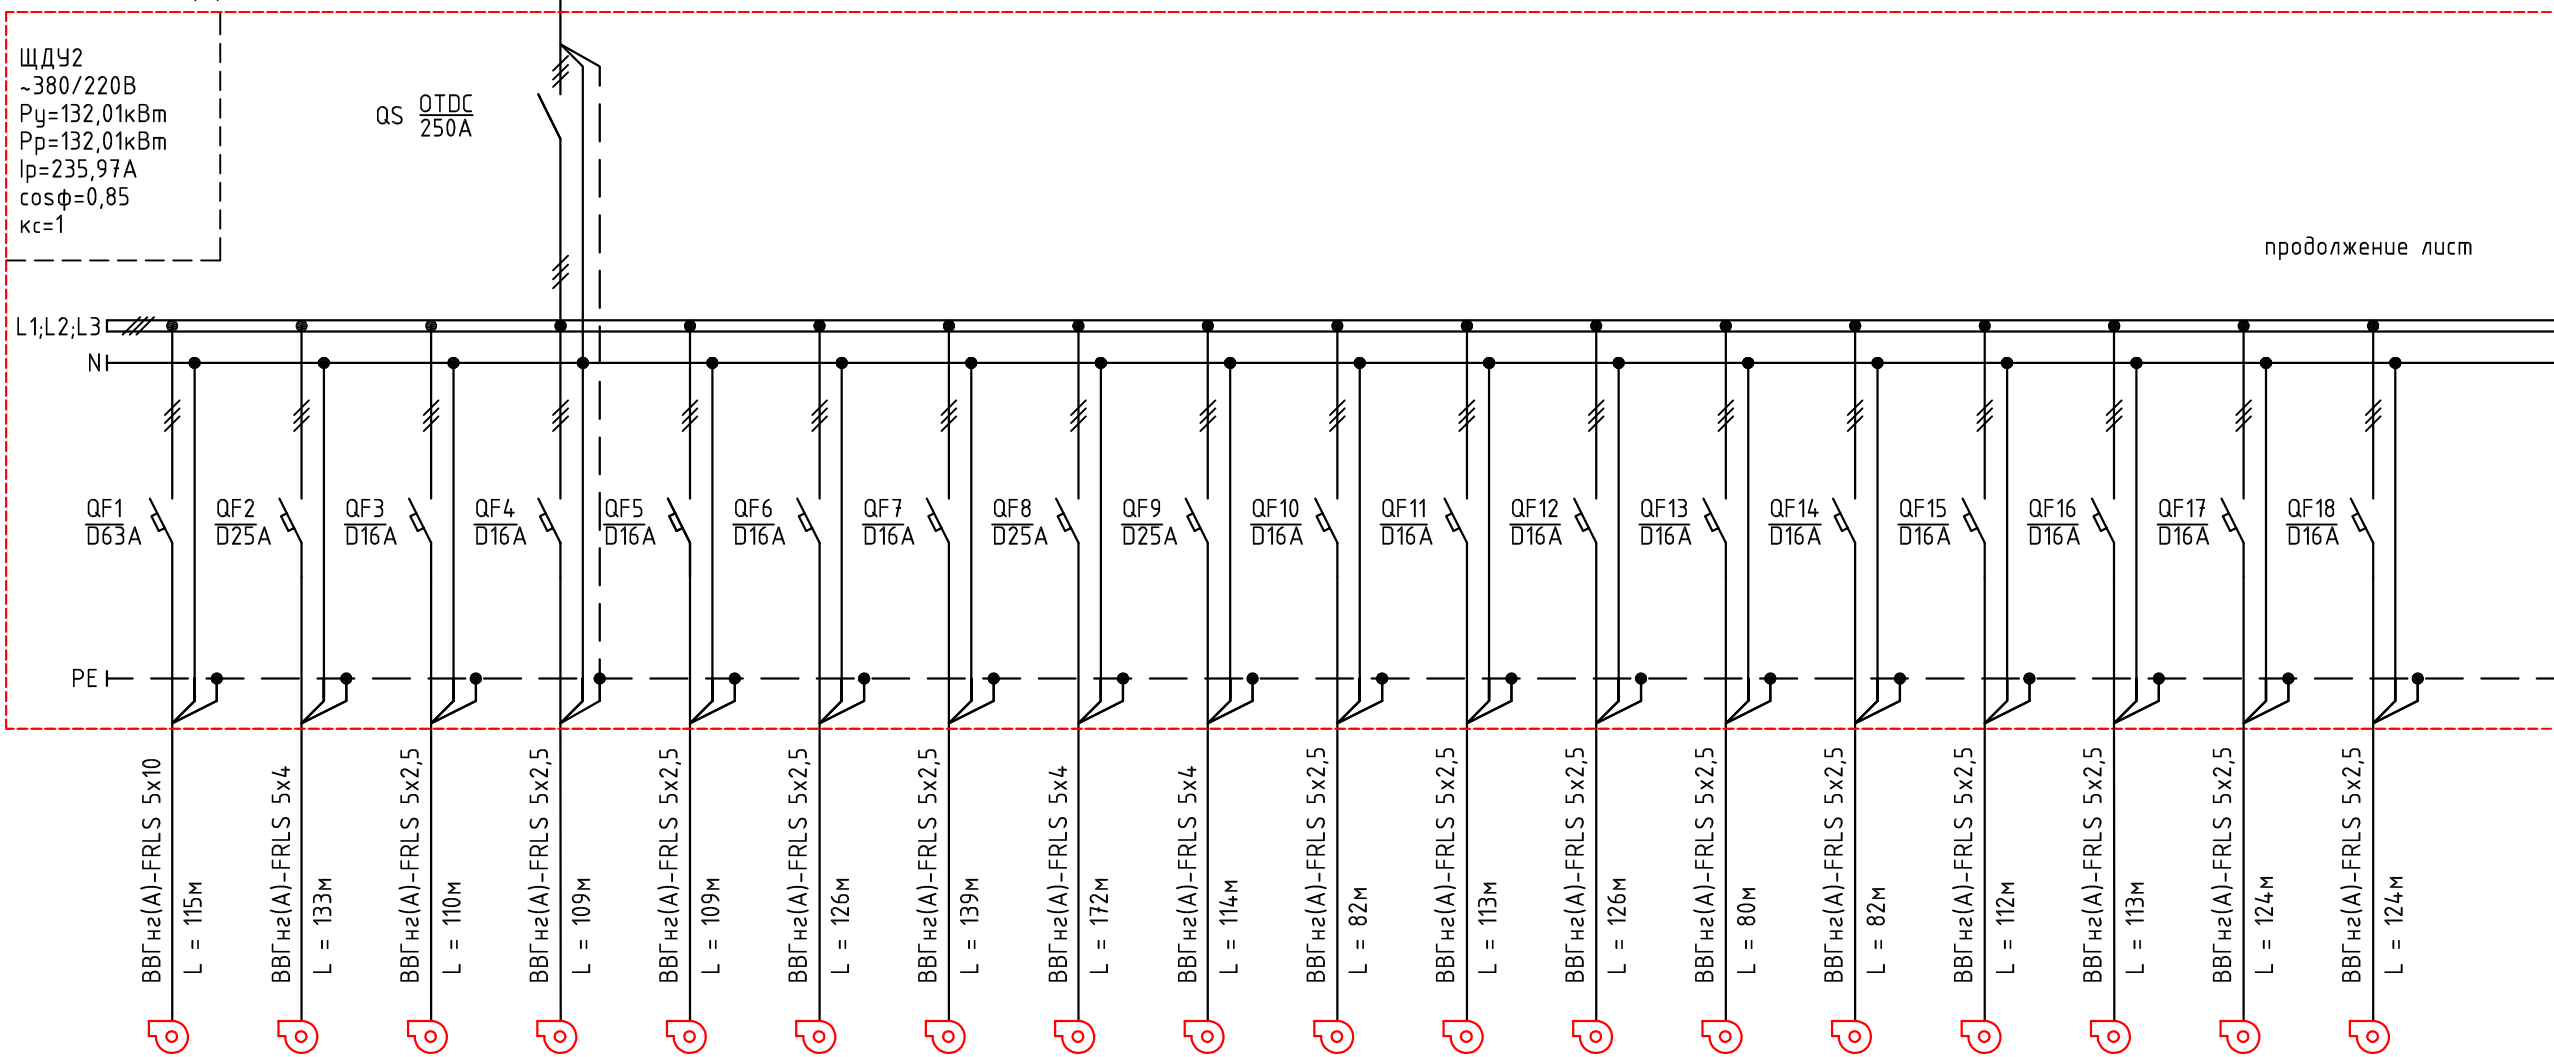 ЩДУ2
~380/220В
Ру=132,01кВт
Рр=132,01кВт
Iр=235,97А
cosφ=0,85
кс=1
QS OTDC
250А
продолжение лист
L1;L2;L3
N
QF1 QF2 QF3 QF4 QF5 QF6 QF7 QF8 QF9 QF10 QF11 QF12 QF13 QF14 QF15 QF16 QF17 QF18
D63А D25А D16А D16А D16А D16А D16А D25А D25А D16А D16А D16А D16А D16А D16А D16А D16А D16А
PE
ВВГнг(А)-FRLS 5х10
L = 115м
ВВГнг(А)-FRLS 5х4
L = 133м
ВВГнг(А)-FRLS 5х2,5
L = 110м
ВВГнг(А)-FRLS 5х2,5
L = 109м
ВВГнг(А)-FRLS 5х2,5
L = 109м
ВВГнг(А)-FRLS 5х2,5
L = 126м
ВВГнг(А)-FRLS 5х2,5
L = 139м
ВВГнг(А)-FRLS 5х4
L = 172м
ВВГнг(А)-FRLS 5х4
L = 114м
ВВГнг(А)-FRLS 5х2,5
L = 82м
ВВГнг(А)-FRLS 5х2,5
L = 113м
ВВГнг(А)-FRLS 5х2,5
L = 126м
ВВГнг(А)-FRLS 5х2,5
L = 80м
ВВГнг(А)-FRLS 5х2,5
L = 82м
ВВГнг(А)-FRLS 5х2,5
L = 112м
ВВГнг(А)-FRLS 5х2,5
L = 113м
ВВГнг(А)-FRLS 5х2,5
L = 124м
ВВГнг(А)-FRLS 5х2,5
L = 124м